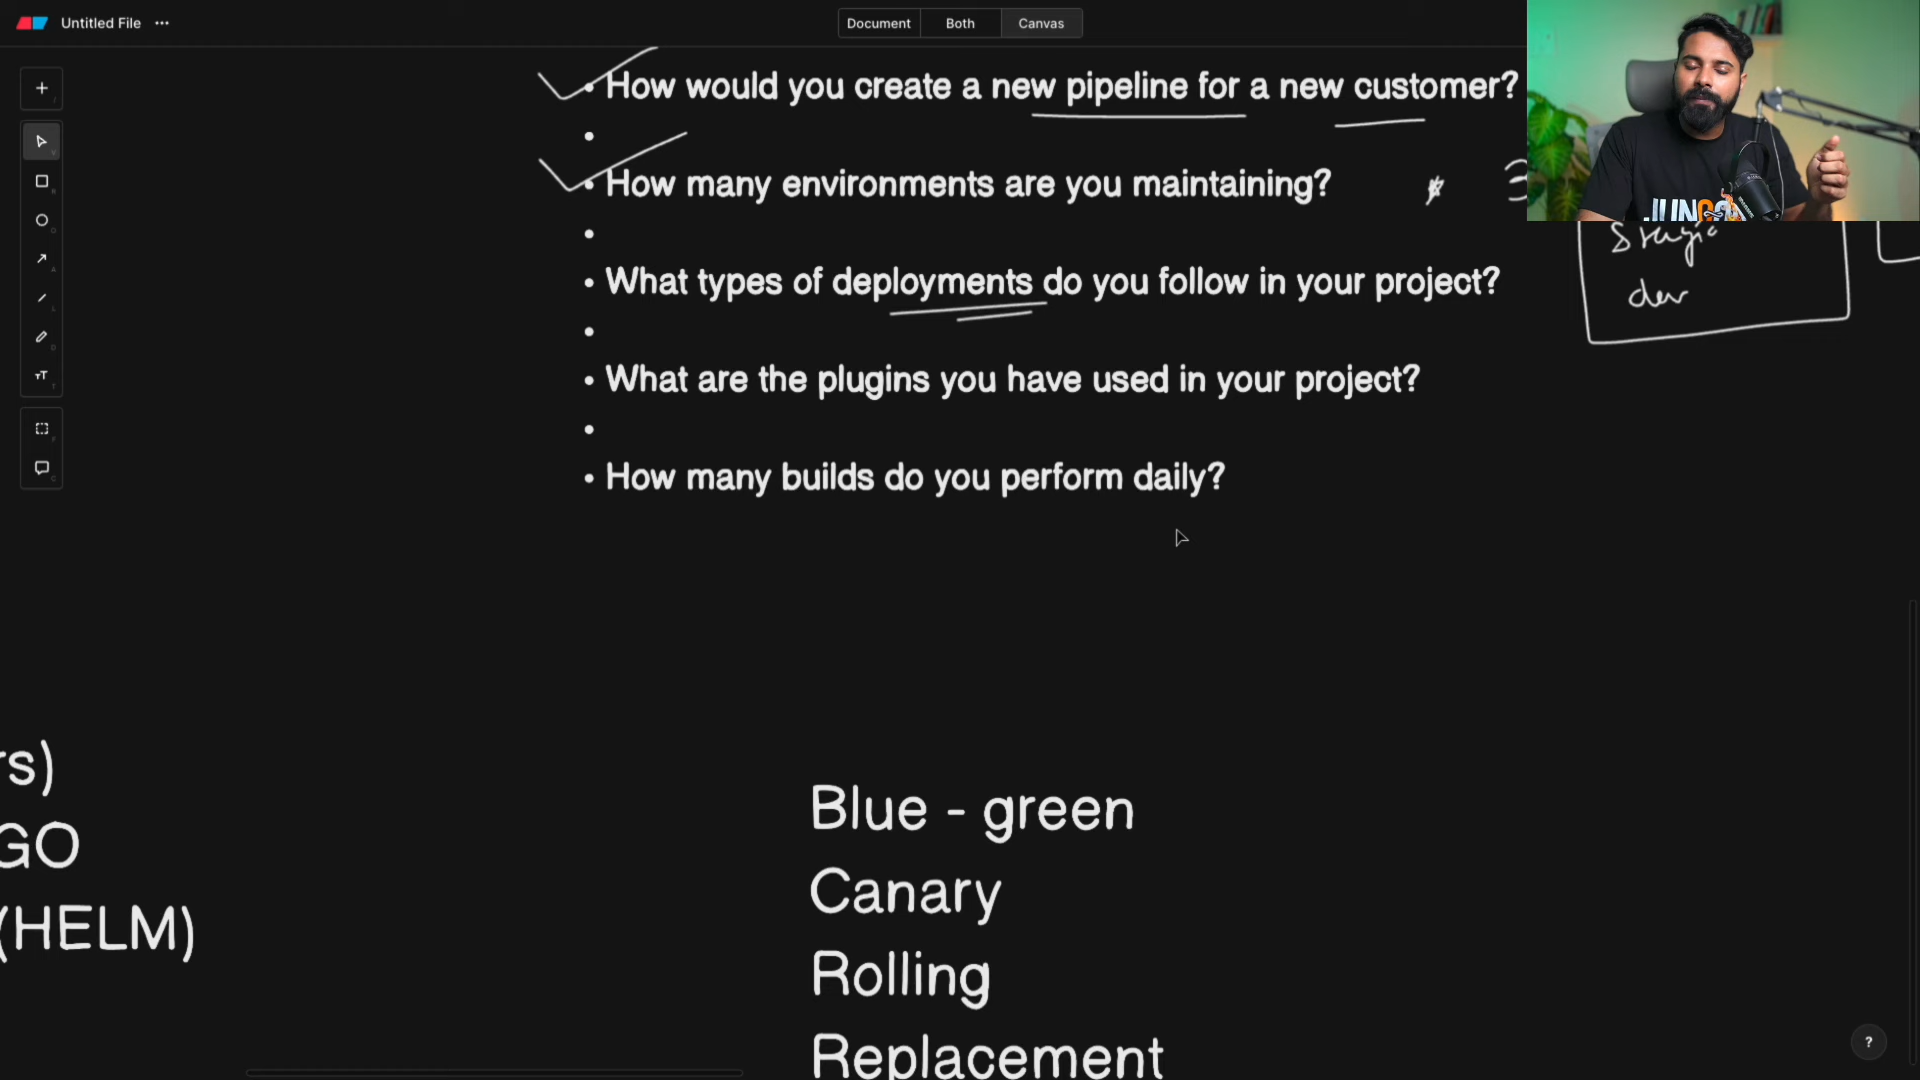 Untitled File
Document
Both
Canvas
• How would you create a new pipeline for a new customer?
•
• How many environments are you maintaining?
•
• What types of deployments do you follow in your project?
•
• What are the plugins you have used in your project?
•
• How many builds do you perform daily?
dev
rs)
GO
(HELM)
Blue - green
Canary
Rolling
Replacement
?